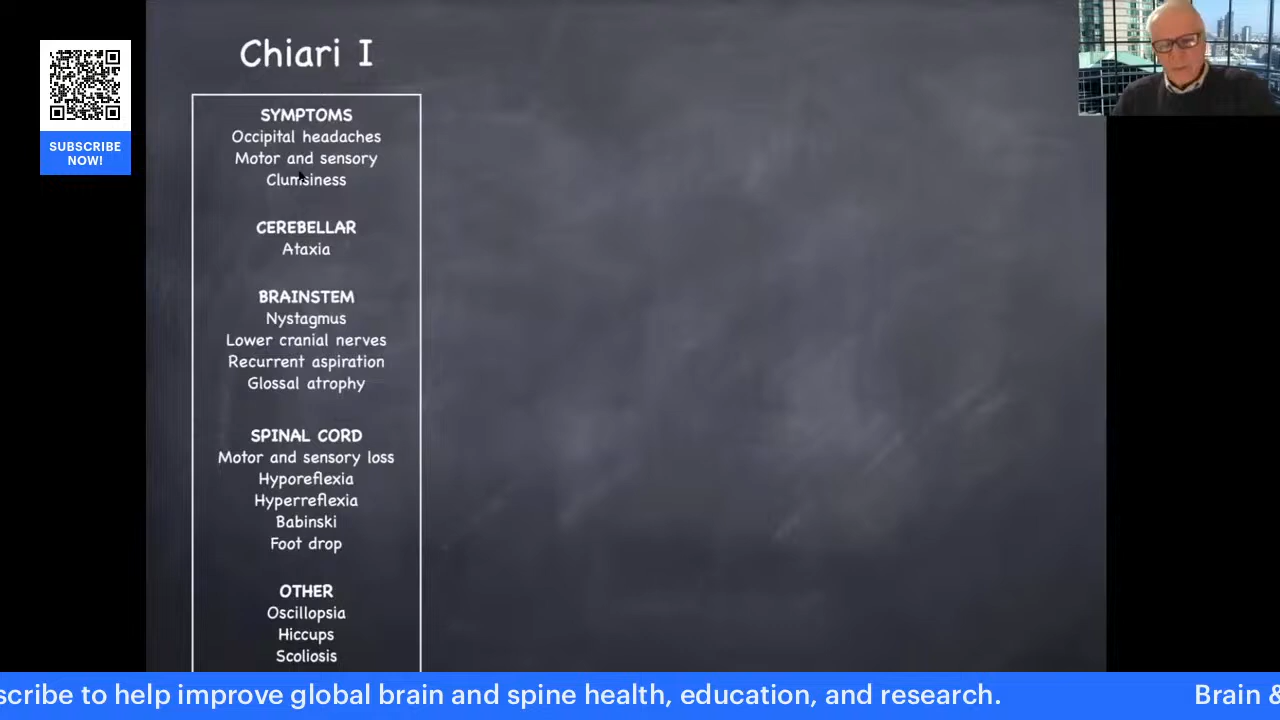 SUBSCRIBE
NOW!
Chiari I
SYMPTOMS
Occipital headaches
Motor and sensory
Clumsiness
CEREBELLAR
Ataxia
BRAINSTEM
Nystagmus
Lower cranial nerves
Recurrent aspiration
Glossal atrophy
SPINAL CORD
Motor and sensory loss
Hyporeflexia
Hyperreflexia
Babinski
Foot drop
OTHER
Oscillopsia
Hiccups
Scoliosis
scribe to help improve global brain and spine health, education, and research. Brain &